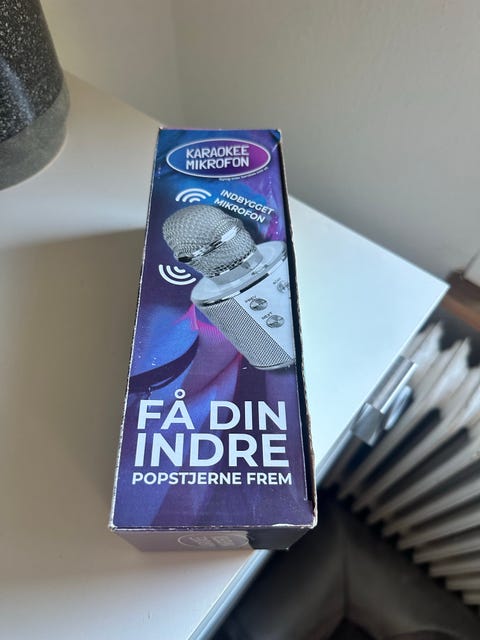 KARAOKEE
MIKROFON
INDBYGGET
MIKROFON
FÅ DIN
INDRE
POPSTJERNE FREM